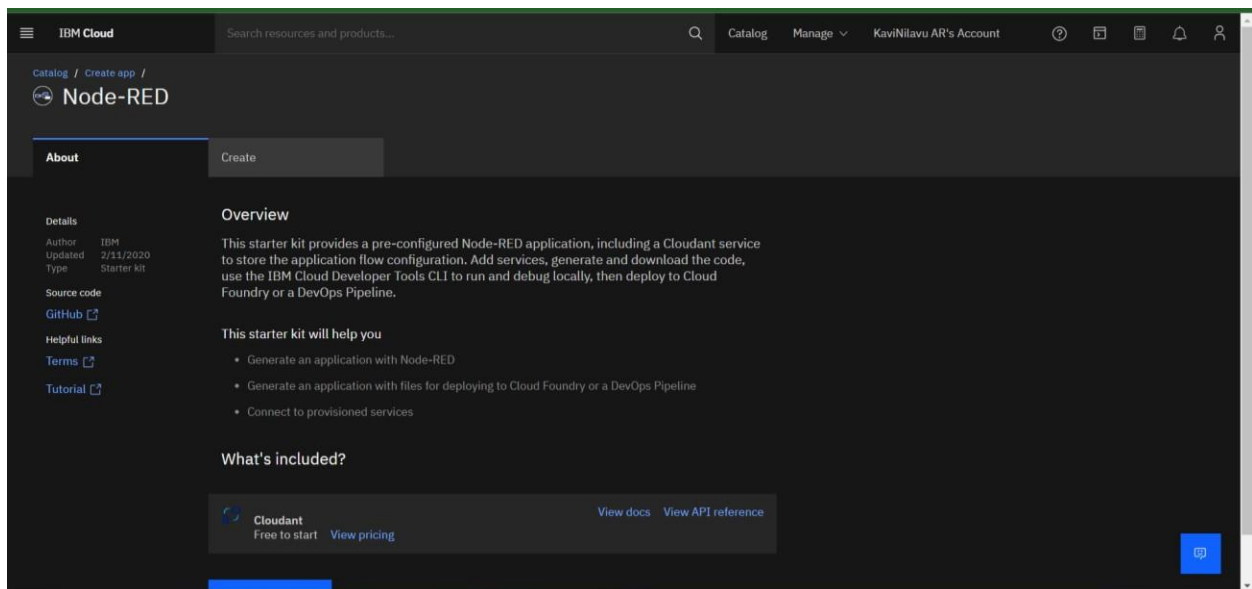 IBM Cloud
Search resources and products...
Catalog
Manage
KaviNilavu AR's Account
Catalog / Create app /
Node-RED
About
Create
Details
Author IBM
Updated 2/11/2020
Type Starter kit
Source code
GitHub
Helpful links
Terms
Tutorial
Overview
This starter kit provides a pre-configured Node-RED application, including a Cloudant service
to store the application flow configuration. Add services, generate and download the code,
use the IBM Cloud Developer Tools CLI to run and debug locally, then deploy to Cloud
Foundry or a DevOps Pipeline.
This starter kit will help you
• Generate an application with Node-RED
• Generate an application with files for deploying to Cloud Foundry or a DevOps Pipeline
• Connect to provisioned services
What's included?
Cloudant
Free to start View pricing
View docs View API reference